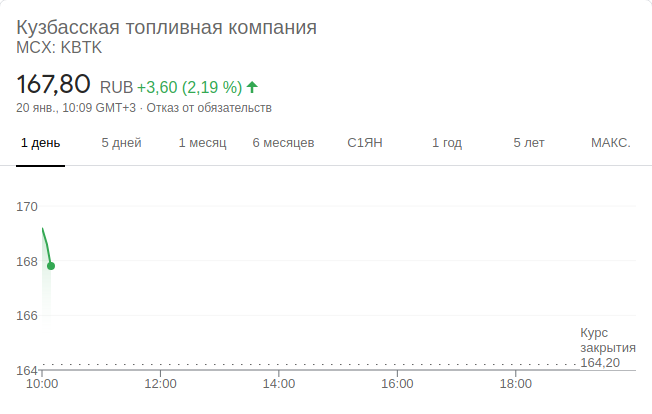 Кузбасская топливная компания
MCX: KBTK
167,80 RUB +3,60 (2,19 %)
20 янв., 10:09 GMT+3 · Отказ от обязательств
1 день 5 дней 1 месяц 6 месяцев С1ЯН 1 год 5 лет МАКС.
170
168
166
Курс
закрытия
164,20
164
10:00 12:00 14:00 16:00 18:00